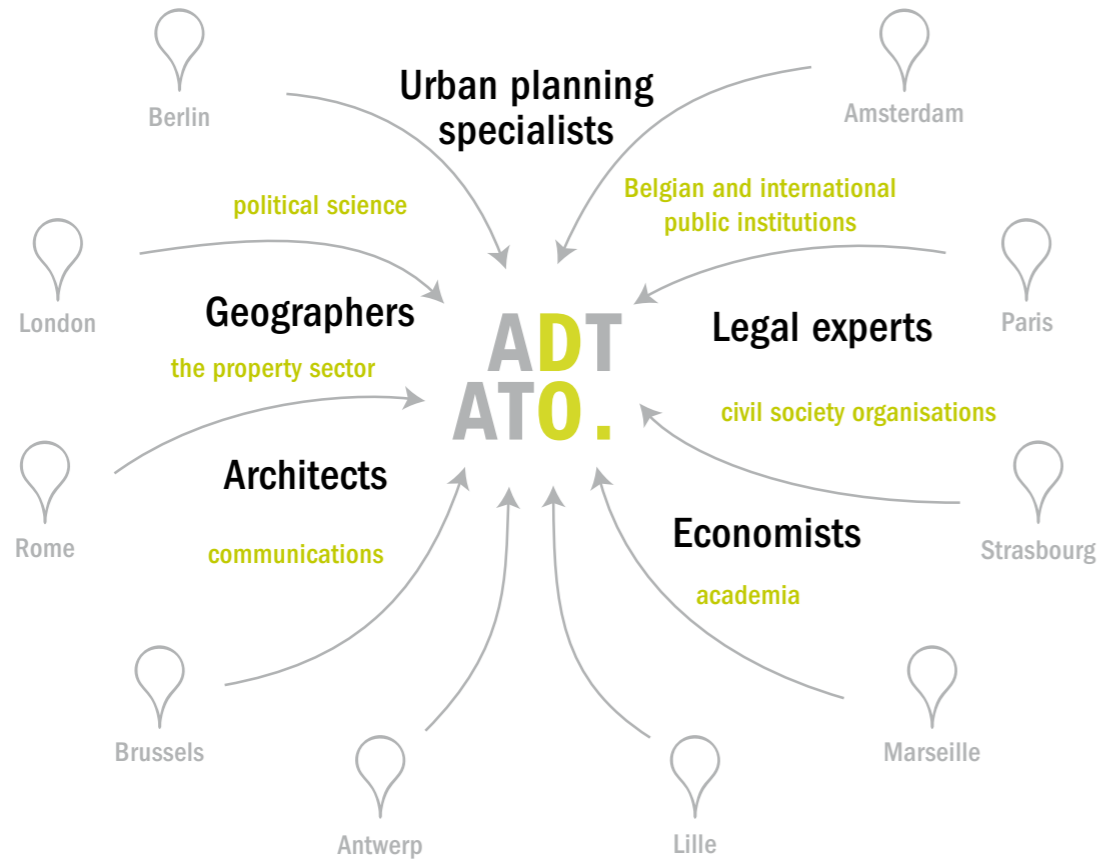 Berlin
Urban planning
specialists
Amsterdam
political science
Belgian and international
public institutions
London
Geographers
ADT
ATO.
Legal experts
Paris
the property sector
civil society organisations
Rome
Architects
communications
Economists
academia
Strasbourg
Brussels
Antwerp
Lille
Marseille